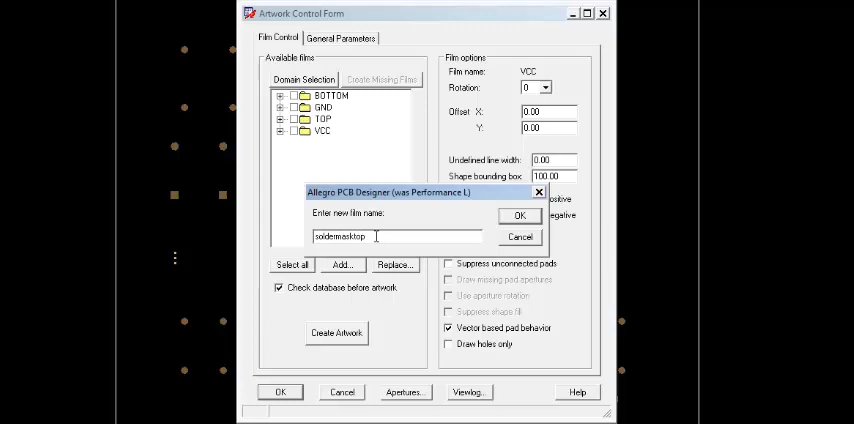 Artwork Control Form
Film Control General Parameters
Available films
Domain Selection Create Missing Films
BOTTOM
GND
TOP
VCC
Film options
Film name: VCC
Rotation: 0
Offset X: 0.00
Y: 0.00
Undefined line width: 0.00
Shape bounding box 100.00
ositive
egative
Allegro PCB Designer (was Performance L)
Enter new film name:
soldermasktop
OK
Cancel
Select all Add... Replace...
Check database before artwork
Create Artwork
Suppress unconnected pads
Draw missing pad apertures
Use aperture rotation
Suppress shape fill
Vector based pad behavior
Draw holes only
OK Cancel Apertures... Viewlog... Help